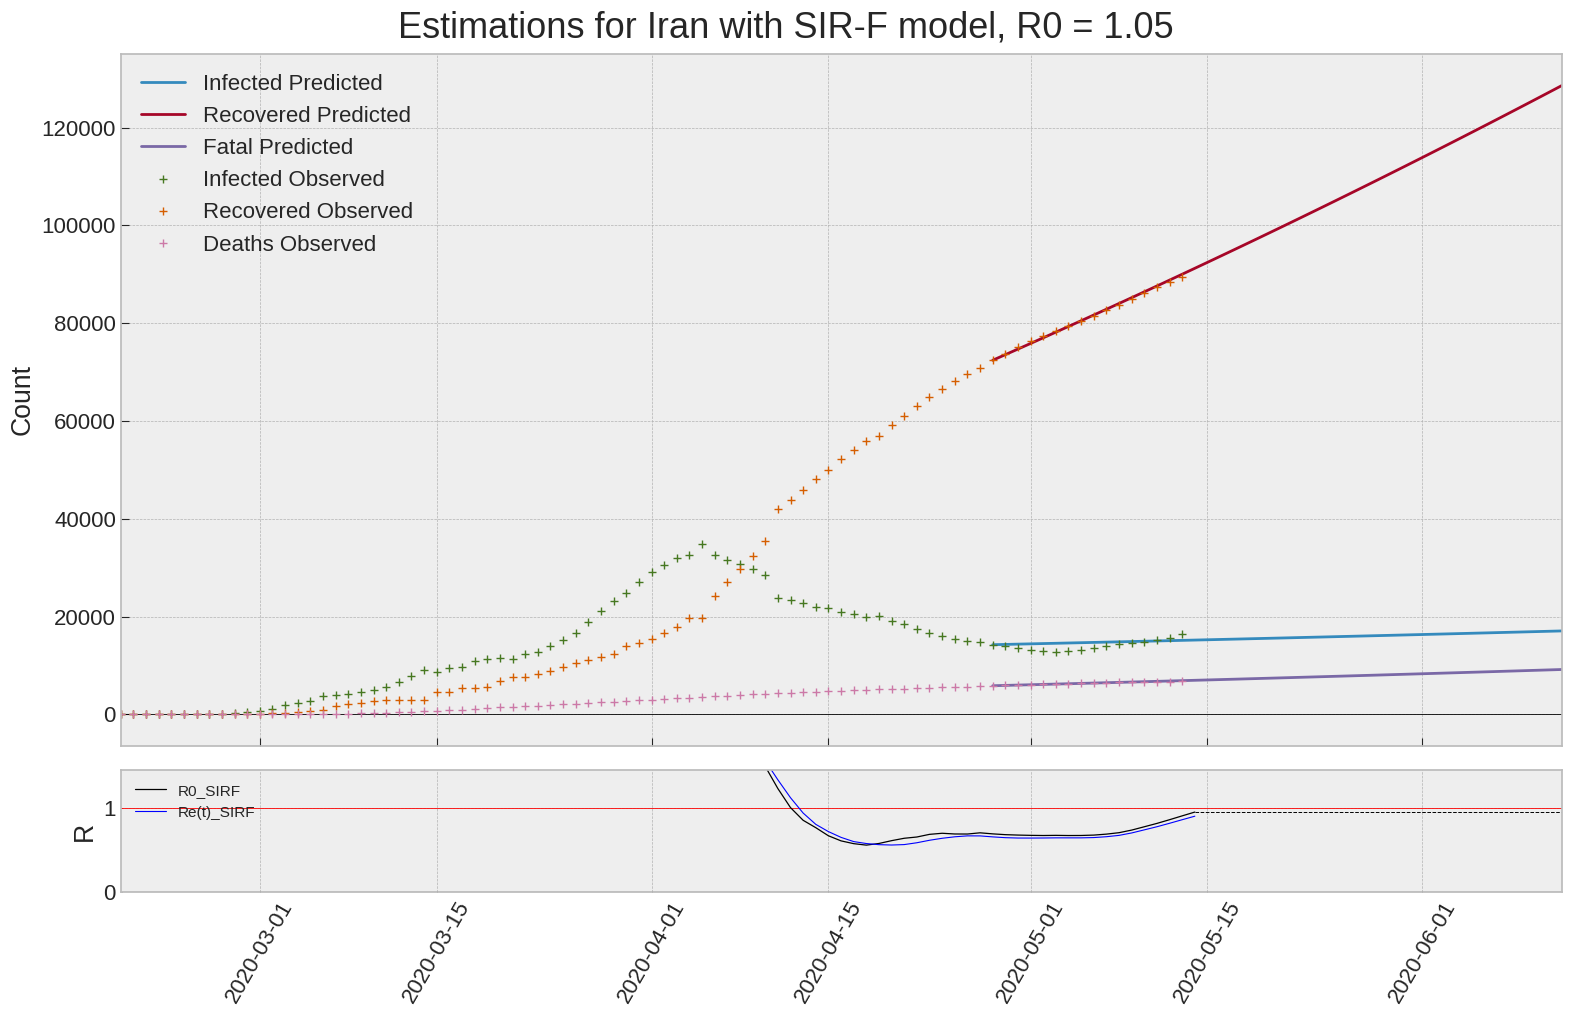 Estimations for Iran with SIR-F model, R0 = 1.05
Infected Predicted
Recovered Predicted
Fatal Predicted
Infected Observed
Recovered Observed
Deaths Observed
120000
100000
80000
60000
40000
20000
0
Count
R0_SIRF
Re(t)_SIRF
1
0
R
2020-03-01
2020-03-15
2020-04-01
2020-04-15
2020-05-01
2020-05-15
2020-06-01